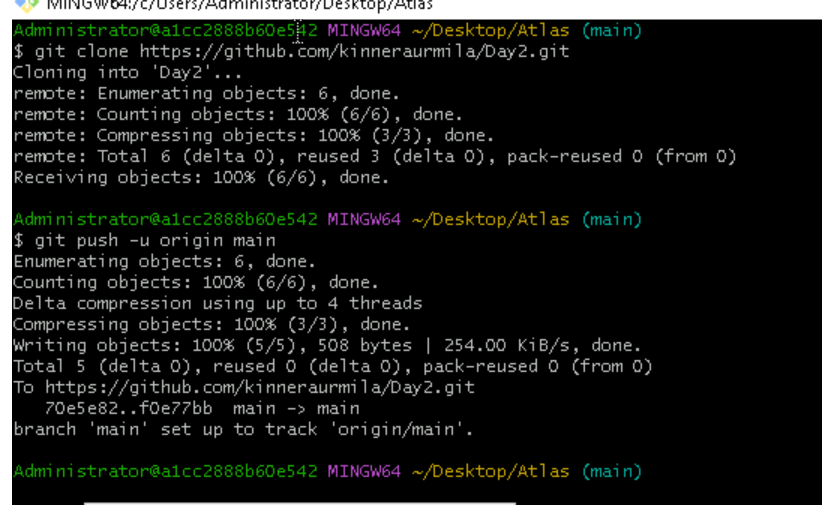 MINGW64:/c/Users/Administrator/Desktop/Atlas
Administrator@a1cc2888b60e542 MINGW64 ~/Desktop/Atlas (main)
$ git clone https://github.com/kinneraurmila/Day2.git
Cloning into 'Day2'...
remote: Enumerating objects: 6, done.
remote: Counting objects: 100% (6/6), done.
remote: Compressing objects: 100% (3/3), done.
remote: Total 6 (delta 0), reused 3 (delta 0), pack-reused 0 (from 0)
Receiving objects: 100% (6/6), done.
Administrator@a1cc2888b60e542 MINGW64 ~/Desktop/Atlas (main)
$ git push -u origin main
Enumerating objects: 6, done.
Counting objects: 100% (6/6), done.
Delta compression using up to 4 threads
Compressing objects: 100% (3/3), done.
Writing objects: 100% (5/5), 508 bytes | 254.00 KiB/s, done.
Total 5 (delta 0), reused 0 (delta 0), pack-reused 0 (from 0)
To https://github.com/kinneraurmila/Day2.git
   70e5e82..f0e77bb  main -> main
branch 'main' set up to track 'origin/main'.
Administrator@a1cc2888b60e542 MINGW64 ~/Desktop/Atlas (main)